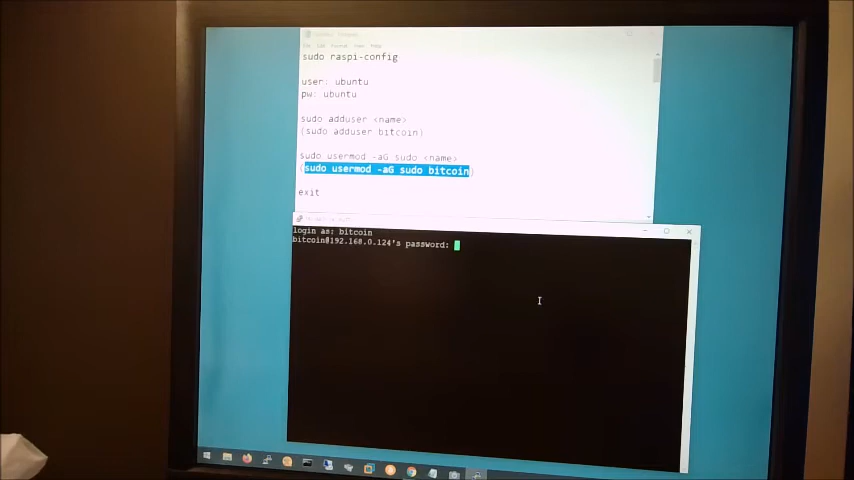 sudo raspi-config
user: ubuntu
pw: ubuntu
sudo adduser <name>
(sudo adduser bitcoin)
sudo usermod -aG sudo <name>
(sudo usermod -aG sudo bitcoin)
exit
login as: bitcoin
bitcoin@192.168.0.124's password: